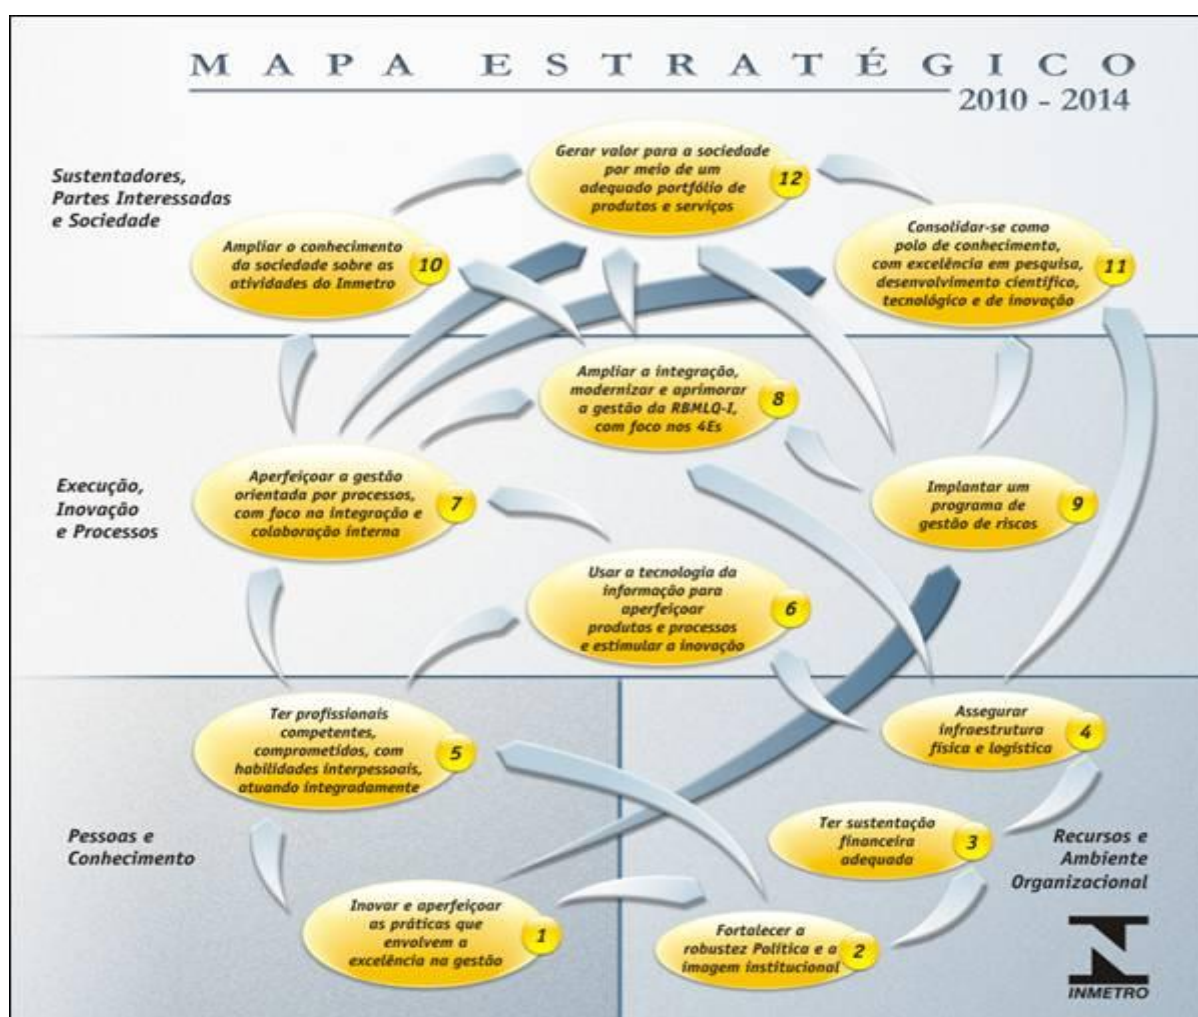 MAPA ESTRATÉGICO
2010 - 2014
Sustentadores,
Partes Interessadas
e Sociedade
Gerar valor para a sociedade
por meio de um
adequado portfólio de
produtos e serviços
12
Ampliar o conhecimento
da sociedade sobre as
atividades do Inmetro
10
Consolidar-se como
polo de conhecimento,
com excelência em pesquisa,
desenvolvimento científico,
tecnológico e de inovação
11
Execução,
Inovação
e Processos
Ampliar a integração,
modernizar e aprimorar
a gestão da RBMLQ-I,
com foco nos 4Es
8
Aperfeiçoar a gestão
orientada por processos,
com foco na integração e
colaboração interna
7
Implantar um
programa de
gestão de riscos
9
Usar a tecnologia da
informação para
aperfeiçoar
produtos e processos
e estimular a inovação
6
Ter profissionais
competentes,
comprometidos, com
habilidades interpessoais,
atuando integradamente
5
Assegurar
infraestrutura
física e logística
4
Pessoas e
Conhecimento
Ter sustentação
financeira
adequada
3
Recursos e
Ambiente
Organizacional
Inovar e aperfeiçoar
as práticas que
envolvem a
excelência na gestão
1
Fortalecer a
robustez Política e a
imagem institucional
2
INMETRO